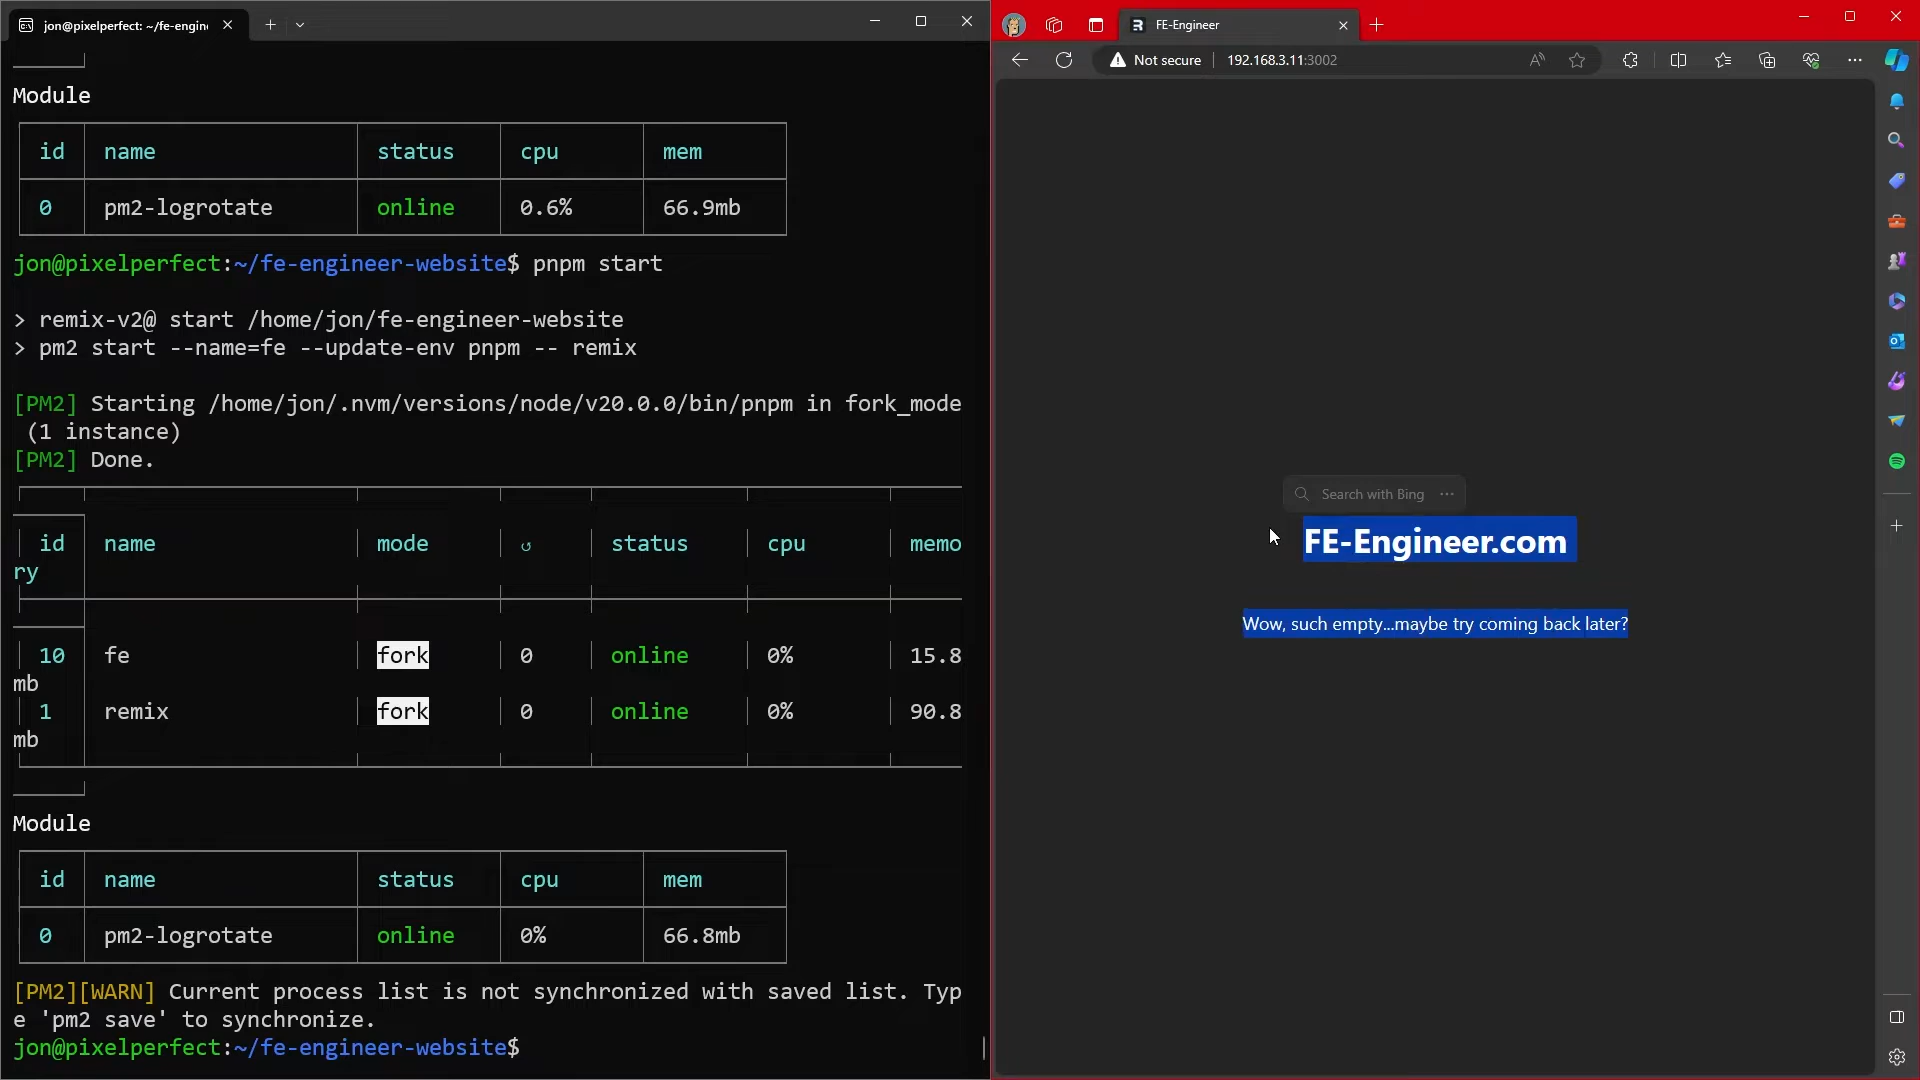 jon@pixelperfect: ~/fe-engine
Module
id name status cpu mem
0 pm2-logrotate online 0.6% 66.9mb
jon@pixelperfect:~/fe-engineer-website$ pnpm start
> remix-v2@ start /home/jon/fe-engineer-website
> pm2 start --name=fe --update-env pnpm -- remix
[PM2] Starting /home/jon/.nvm/versions/node/v20.0.0/bin/pnpm in fork_mode
(1 instance)
[PM2] Done.
id name mode ↺ status cpu memo
ry
10 fe fork 0 online 0% 15.8
mb
1 remix fork 0 online 0% 90.8
mb
Module
id name status cpu mem
0 pm2-logrotate online 0% 66.8mb
[PM2][WARN] Current process list is not synchronized with saved list. Typ
e 'pm2 save' to synchronize.
jon@pixelperfect:~/fe-engineer-website$
FE-Engineer
Not secure 192.168.3.11:3002
Search with Bing
FE-Engineer.com
Wow, such empty...maybe try coming back later?